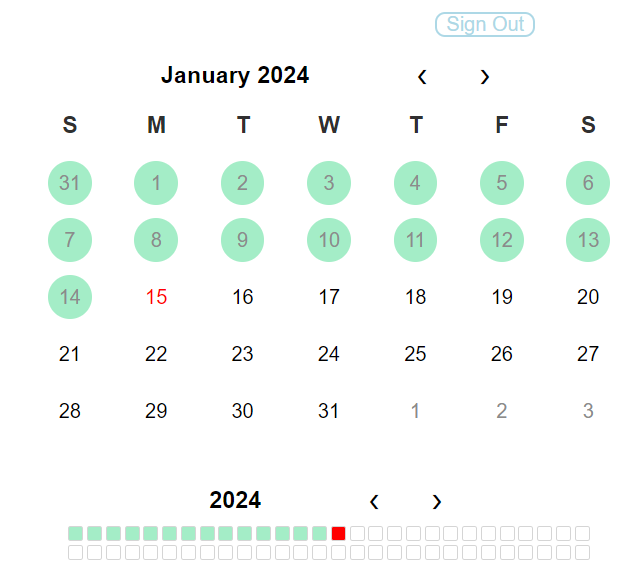 Sign Out
January 2024 ‹ ›
S M T W T F S
31 1 2 3 4 5 6
7 8 9 10 11 12 13
14 15 16 17 18 19 20
21 22 23 24 25 26 27
28 29 30 31 1 2 3
2024 ‹ ›